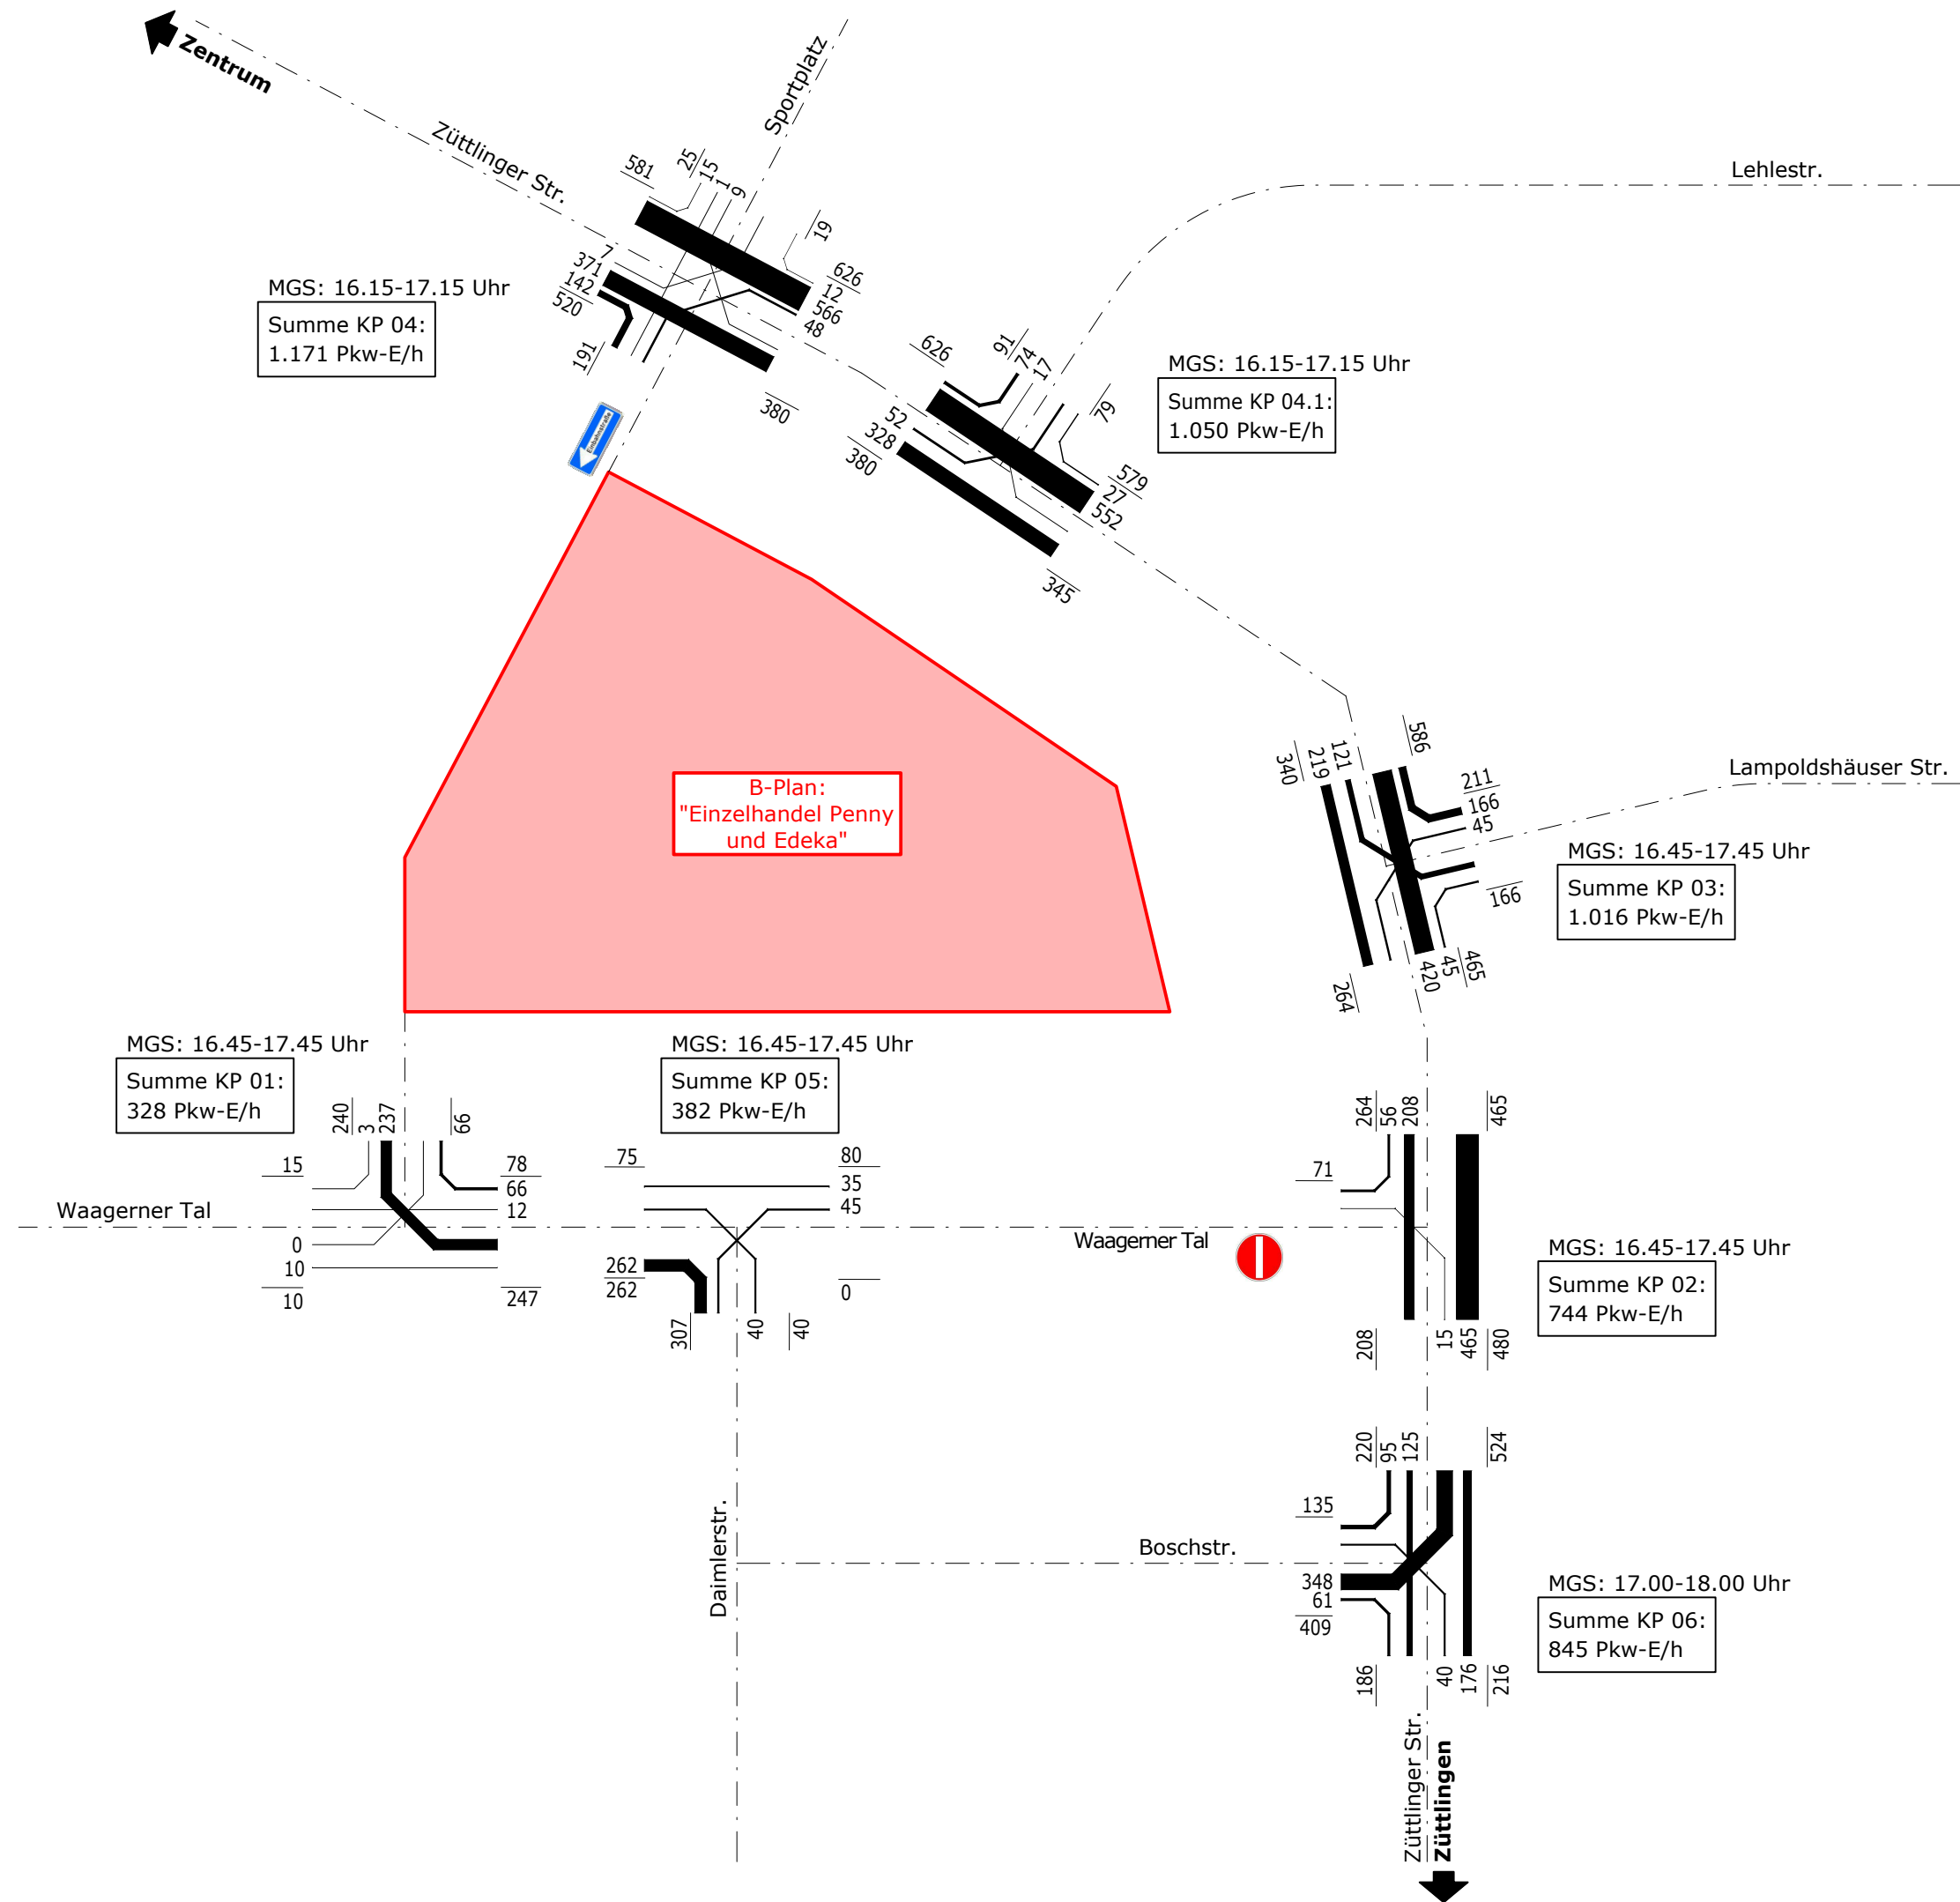 Zentrum
Züttlinger Str.
Sportplatz
Lehlestr.
581
25
15
1
9
19
7
371
142
520
191
626
12
566
48
380
MGS: 16.15-17.15 Uhr
Summe KP 04:
1.171 Pkw-E/h
Einbahnstraße
626
91
74
17
79
52
328
380
579
27
552
345
MGS: 16.15-17.15 Uhr
Summe KP 04.1:
1.050 Pkw-E/h
B-Plan:
"Einzelhandel Penny
und Edeka"
340
219
121
586
211
166
45
166
264
420
45
465
Lampoldshäuser Str.
MGS: 16.45-17.45 Uhr
Summe KP 03:
1.016 Pkw-E/h
MGS: 16.45-17.45 Uhr
Summe KP 01:
328 Pkw-E/h
240
3
237
66
15
78
66
12
0
10
10
247
Waagerner Tal
MGS: 16.45-17.45 Uhr
Summe KP 05:
382 Pkw-E/h
75
80
35
45
262
262
0
307
40
40
Waagerner Tal
264
56
208
465
71
208
15
465
480
MGS: 16.45-17.45 Uhr
Summe KP 02:
744 Pkw-E/h
220
95
125
524
135
348
61
409
186
40
176
216
MGS: 17.00-18.00 Uhr
Summe KP 06:
845 Pkw-E/h
Daimlerstr.
Boschstr.
Züttlinger Str.
Züttlingen